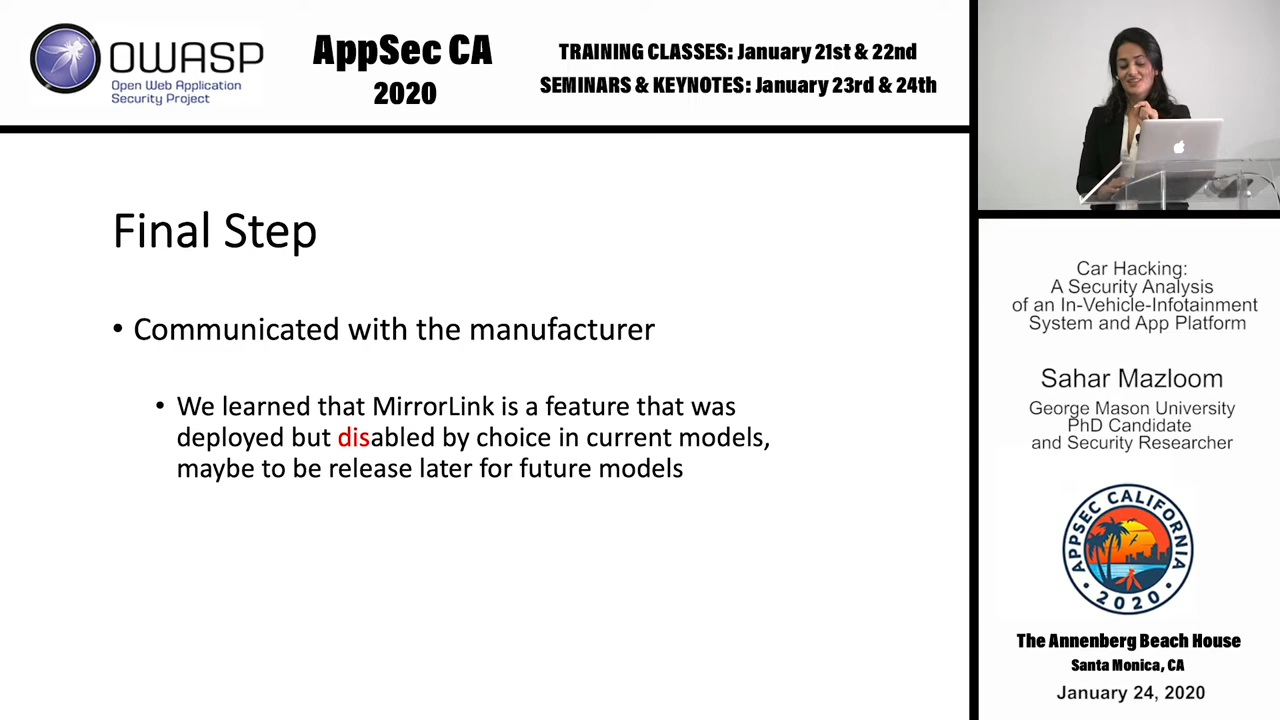 OWASP
Open Web Application
Security Project
AppSec CA
2020
TRAINING CLASSES: January 21st & 22nd
SEMINARS & KEYNOTES: January 23rd & 24th
Final Step
• Communicated with the manufacturer
• We learned that MirrorLink is a feature that was
deployed but disabled by choice in current models,
maybe to be release later for future models
Car Hacking:
A Security Analysis
of an In-Vehicle-Infotainment
System and App Platform
Sahar Mazloom
George Mason University
PhD Candidate
and Security Researcher
APPSEC CALIFORNIA
• 2020 •
The Annenberg Beach House
Santa Monica, CA
January 24, 2020